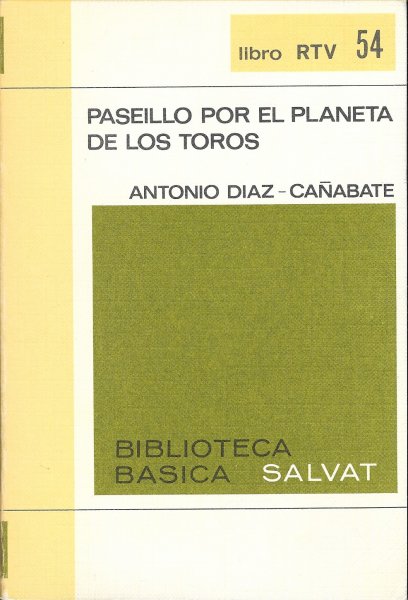 libro RTV 54
PASEILLO POR EL PLANETA
DE LOS TOROS
ANTONIO DIAZ-CAÑABATE
BIBLIOTECA
BASICA SALVAT